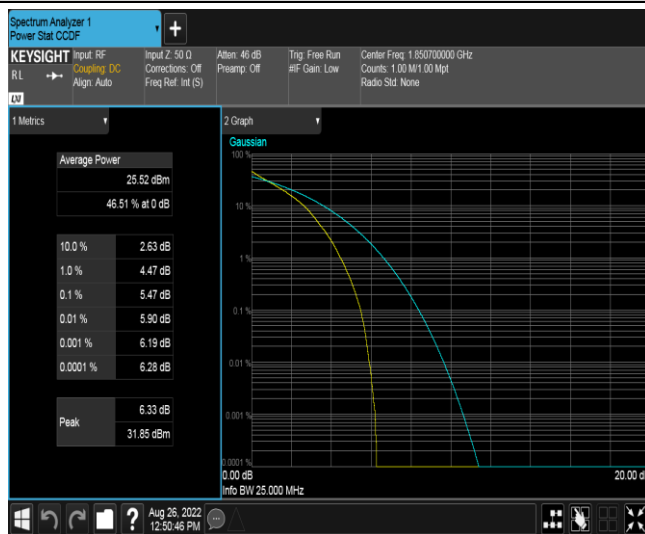 Spectrum Analyzer 1
Power Stat CCDF
+
KEYSIGHT
RL
LXI
Input: RF
Coupling: DC
Align: Auto
Input Z: 50 Ω
Corrections: Off
Freq Ref: Int (S)
Atten: 46 dB
Preamp: Off
Trig: Free Run
#IF Gain: Low
Center Freq: 1.850700000 GHz
Counts: 1.00 M/1.00 Mpt
Radio Std: None
1 Metrics
Average Power
25.52 dBm
46.51 % at 0 dB
10.0 % 2.63 dB
1.0 % 4.47 dB
0.1 % 5.47 dB
0.01 % 5.90 dB
0.001 % 6.19 dB
0.0001 % 6.28 dB
Peak
6.33 dB
31.85 dBm
2 Graph
Gaussian
100 %
10 %
1 %
0.1 %
0.01 %
0.001 %
0.0001 %
0.00 dB 20.00 d
Info BW 25.000 MHz
? Aug 26, 2022
12:50:46 PM